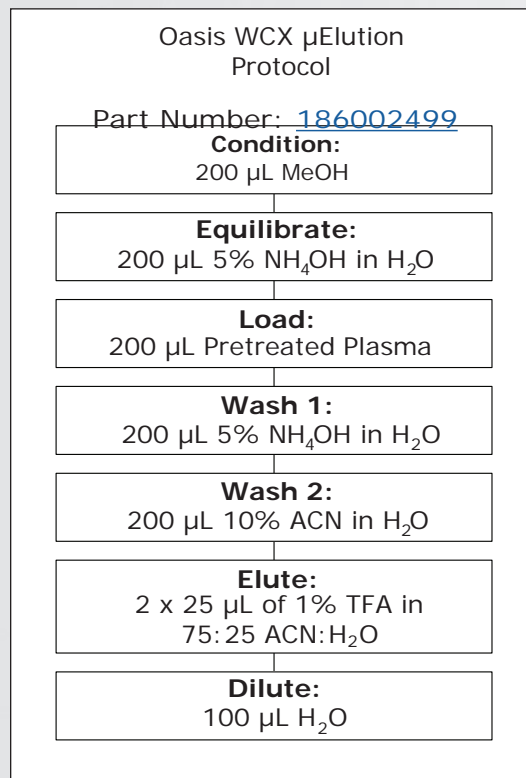 Oasis WCX µElution
Protocol
Part Number: 186002499
Condition:
200 µL MeOH
Equilibrate:
200 µL 5% NH₄OH in H₂O
Load:
200 µL Pretreated Plasma
Wash 1:
200 µL 5% NH₄OH in H₂O
Wash 2:
200 µL 10% ACN in H₂O
Elute:
2 x 25 µL of 1% TFA in
75:25 ACN:H₂O
Dilute:
100 µL H₂O